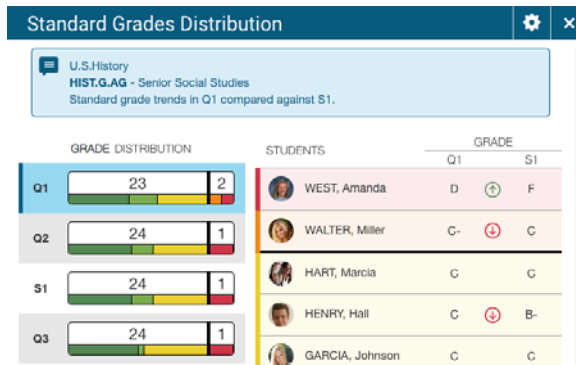 Standard Grades Distribution
U.S.History
HIST.G.AG - Senior Social Studies
Standard grade trends in Q1 compared against S1.
GRADE DISTRIBUTION
STUDENTS
GRADE
Q1 S1
Q1 23 2
WEST, Amanda D F
Q2 24 1
WALTER, Miller C- C
S1 24 1
HART, Marcia C C
HENRY, Hall C B-
Q3 24 1
GARCIA, Johnson C C